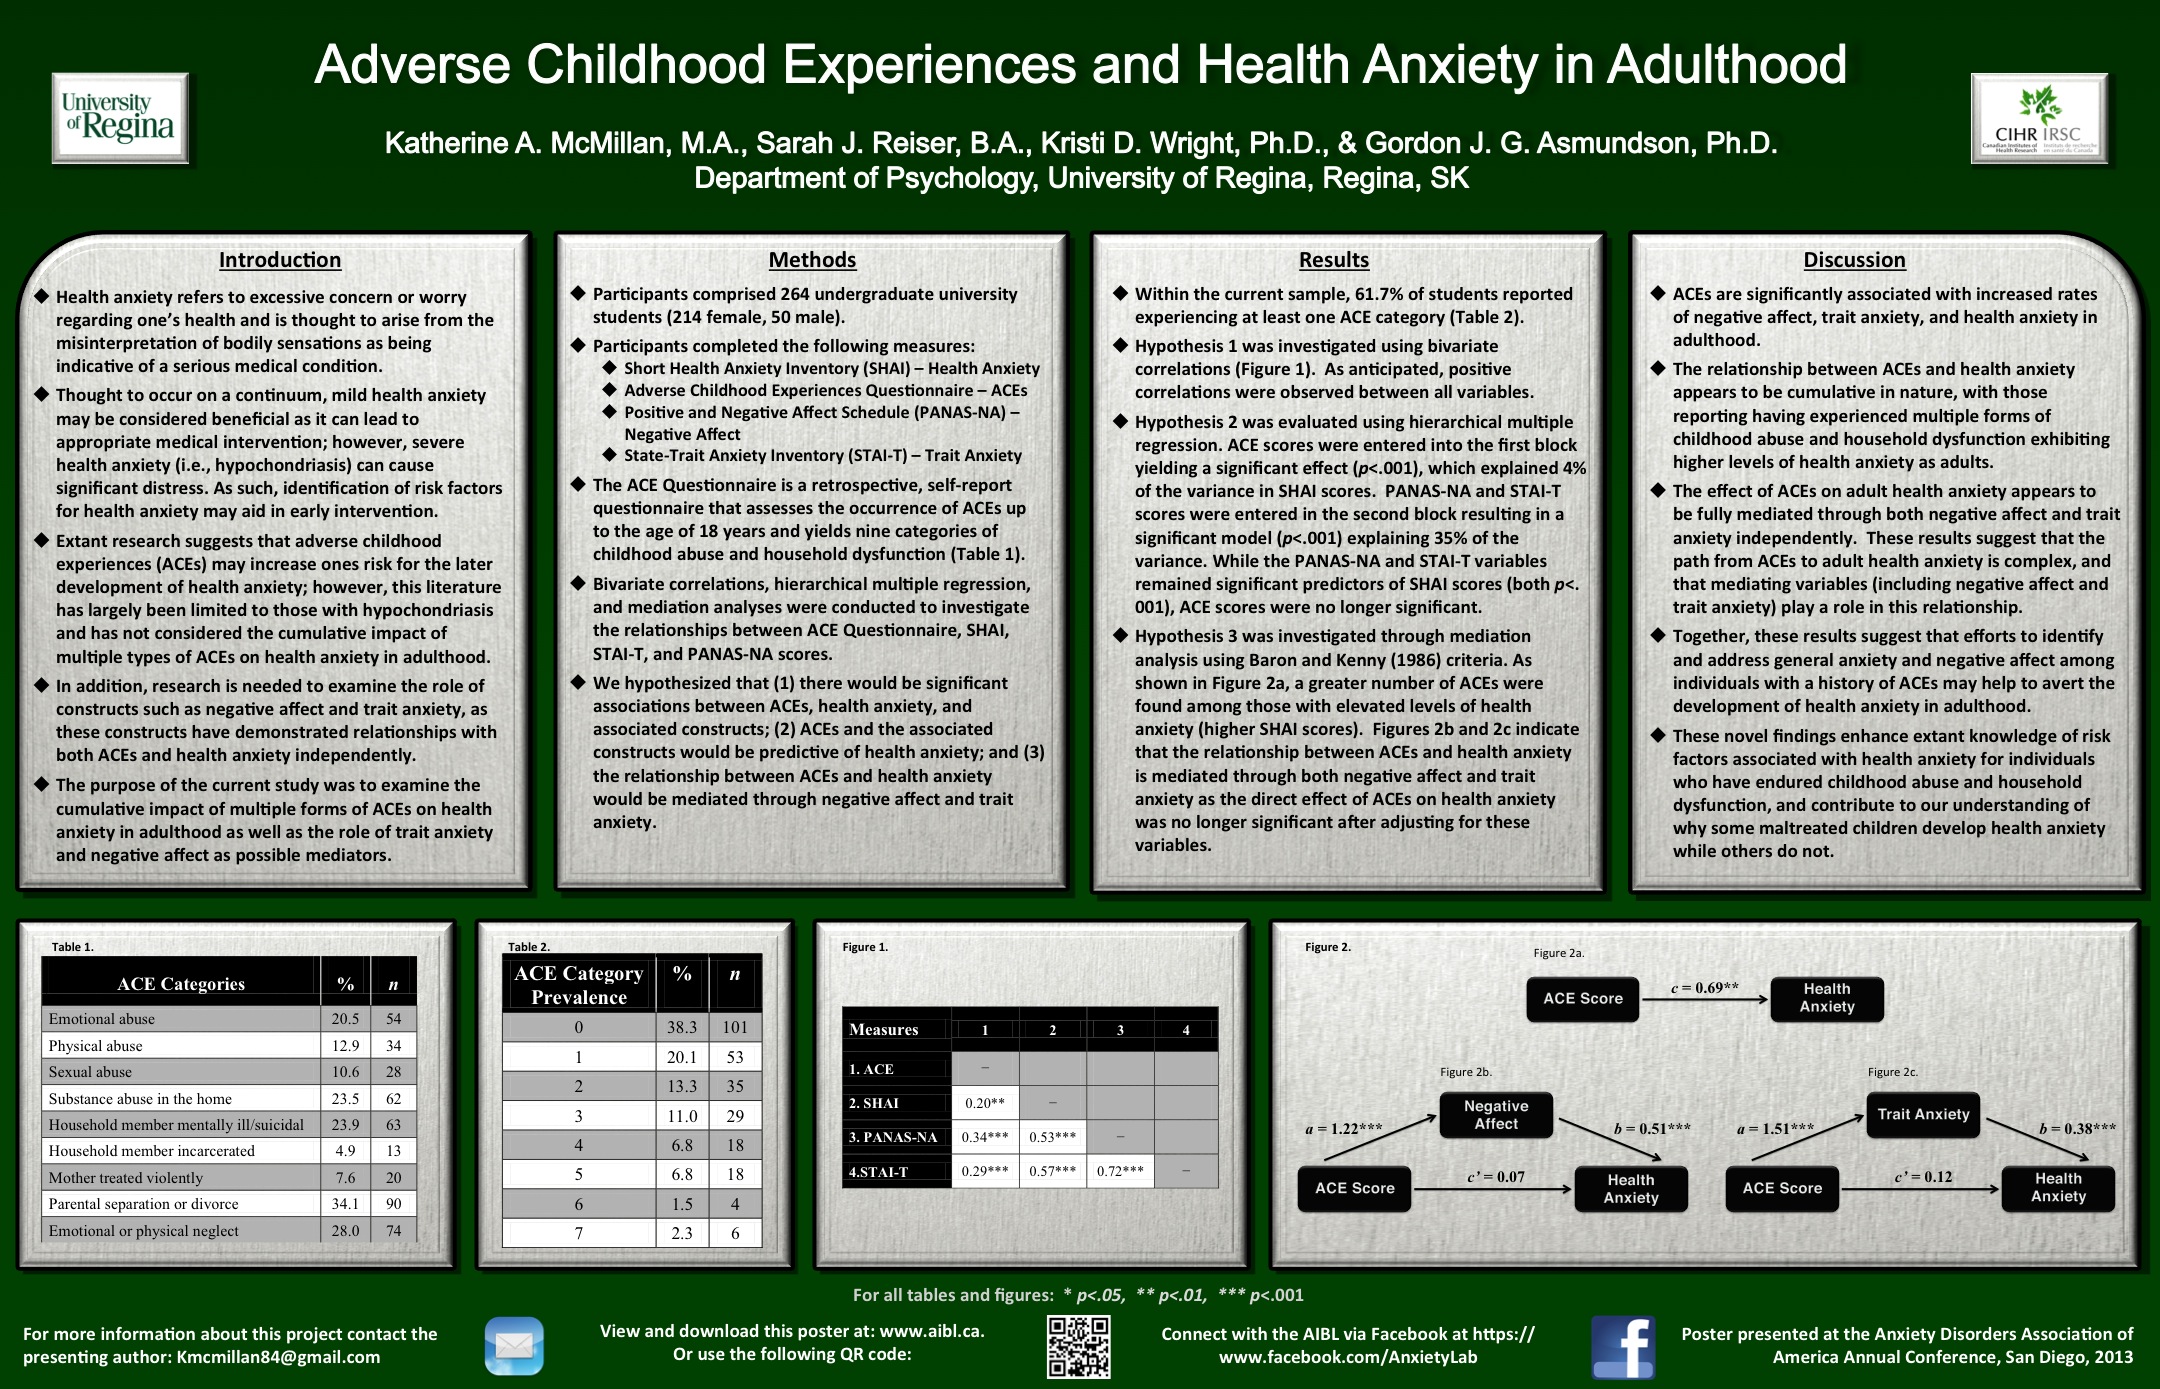 Adverse Childhood Experiences and Health Anxiety in Adulthood
University
of Regina
CIHR IRSC
Canadian Institutes of
Health Research
Instituts de recherche
en santé du Canada
Katherine A. McMillan, M.A., Sarah J. Reiser, B.A., Kristi D. Wright, Ph.D., & Gordon J. G. Asmundson, Ph.D.
Department of Psychology, University of Regina, Regina, SK
Introduction
◆ Health anxiety refers to excessive concern or worry
regarding one's health and is thought to arise from the
misinterpretation of bodily sensations as being
indicative of a serious medical condition.
◆ Thought to occur on a continuum, mild health anxiety
may be considered beneficial as it can lead to
appropriate medical intervention; however, severe
health anxiety (i.e., hypochondriasis) can cause
significant distress. As such, identification of risk factors
for health anxiety may aid in early intervention.
◆ Extant research suggests that adverse childhood
experiences (ACEs) may increase ones risk for the later
development of health anxiety; however, this literature
has largely been limited to those with hypochondriasis
and has not considered the cumulative impact of
multiple types of ACEs on health anxiety in adulthood.
◆ In addition, research is needed to examine the role of
constructs such as negative affect and trait anxiety, as
these constructs have demonstrated relationships with
both ACEs and health anxiety independently.
◆ The purpose of the current study was to examine the
cumulative impact of multiple forms of ACEs on health
anxiety in adulthood as well as the role of trait anxiety
and negative affect as possible mediators.
Methods
◆ Participants comprised 264 undergraduate university
students (214 female, 50 male).
◆ Participants completed the following measures:
◆ Short Health Anxiety Inventory (SHAI) – Health Anxiety
◆ Adverse Childhood Experiences Questionnaire – ACEs
◆ Positive and Negative Affect Schedule (PANAS-NA) –
Negative Affect
◆ State-Trait Anxiety Inventory (STAI-T) – Trait Anxiety
◆ The ACE Questionnaire is a retrospective, self-report
questionnaire that assesses the occurrence of ACEs up
to the age of 18 years and yields nine categories of
childhood abuse and household dysfunction (Table 1).
◆ Bivariate correlations, hierarchical multiple regression,
and mediation analyses were conducted to investigate
the relationships between ACE Questionnaire, SHAI,
STAI-T, and PANAS-NA scores.
◆ We hypothesized that (1) there would be significant
associations between ACEs, health anxiety, and
associated constructs; (2) ACEs and the associated
constructs would be predictive of health anxiety; and (3)
the relationship between ACEs and health anxiety
would be mediated through negative affect and trait
anxiety.
Results
◆ Within the current sample, 61.7% of students reported
experiencing at least one ACE category (Table 2).
◆ Hypothesis 1 was investigated using bivariate
correlations (Figure 1). As anticipated, positive
correlations were observed between all variables.
◆ Hypothesis 2 was evaluated using hierarchical multiple
regression. ACE scores were entered into the first block
yielding a significant effect (p<.001), which explained 4%
of the variance in SHAI scores. PANAS-NA and STAI-T
scores were entered in the second block resulting in a
significant model (p<.001) explaining 35% of the
variance. While the PANAS-NA and STAI-T variables
remained significant predictors of SHAI scores (both p<.
001), ACE scores were no longer significant.
◆ Hypothesis 3 was investigated through mediation
analysis using Baron and Kenny (1986) criteria. As
shown in Figure 2a, a greater number of ACEs were
found among those with elevated levels of health
anxiety (higher SHAI scores). Figures 2b and 2c indicate
that the relationship between ACEs and health anxiety
is mediated through both negative affect and trait
anxiety as the direct effect of ACEs on health anxiety
was no longer significant after adjusting for these
variables.
Discussion
◆ ACEs are significantly associated with increased rates
of negative affect, trait anxiety, and health anxiety in
adulthood.
◆ The relationship between ACEs and health anxiety
appears to be cumulative in nature, with those
reporting having experienced multiple forms of
childhood abuse and household dysfunction exhibiting
higher levels of health anxiety as adults.
◆ The effect of ACEs on adult health anxiety appears to
be fully mediated through both negative affect and trait
anxiety independently. These results suggest that the
path from ACEs to adult health anxiety is complex, and
that mediating variables (including negative affect and
trait anxiety) play a role in this relationship.
◆ Together, these results suggest that efforts to identify
and address general anxiety and negative affect among
individuals with a history of ACEs may help to avert the
development of health anxiety in adulthood.
◆ These novel findings enhance extant knowledge of risk
factors associated with health anxiety for individuals
who have endured childhood abuse and household
dysfunction, and contribute to our understanding of
why some maltreated children develop health anxiety
while others do not.
Table 1.
ACE Categories % n
Emotional abuse 20.5 54
Physical abuse 12.9 34
Sexual abuse 10.6 28
Substance abuse in the home 23.5 62
Household member mentally ill/suicidal 23.9 63
Household member incarcerated 4.9 13
Mother treated violently 7.6 20
Parental separation or divorce 34.1 90
Emotional or physical neglect 28.0 74
Table 2.
ACE Category % n
Prevalence
0 38.3 101
1 20.1 53
2 13.3 35
3 11.0 29
4 6.8 18
5 6.8 18
6 1.5 4
7 2.3 6
Figure 1.
Measures 1 2 3 4
1. ACE –
2. SHAI 0.20** –
3. PANAS-NA 0.34*** 0.53*** –
4.STAI-T 0.29*** 0.57*** 0.72*** –
Figure 2.
Figure 2a.
ACE Score
c = 0.69**
Health
Anxiety
Figure 2b.
Negative
Affect
a = 1.22***
b = 0.51***
ACE Score
c' = 0.07
Health
Anxiety
Figure 2c.
Trait Anxiety
a = 1.51***
b = 0.38***
ACE Score
c' = 0.12
Health
Anxiety
For all tables and figures: * p<.05, ** p<.01, *** p<.001
For more information about this project contact the
presenting author: Kmcmillan84@gmail.com
View and download this poster at: www.aibl.ca.
Or use the following QR code:
Connect with the AIBL via Facebook at https://
www.facebook.com/AnxietyLab
f
Poster presented at the Anxiety Disorders Association of
America Annual Conference, San Diego, 2013